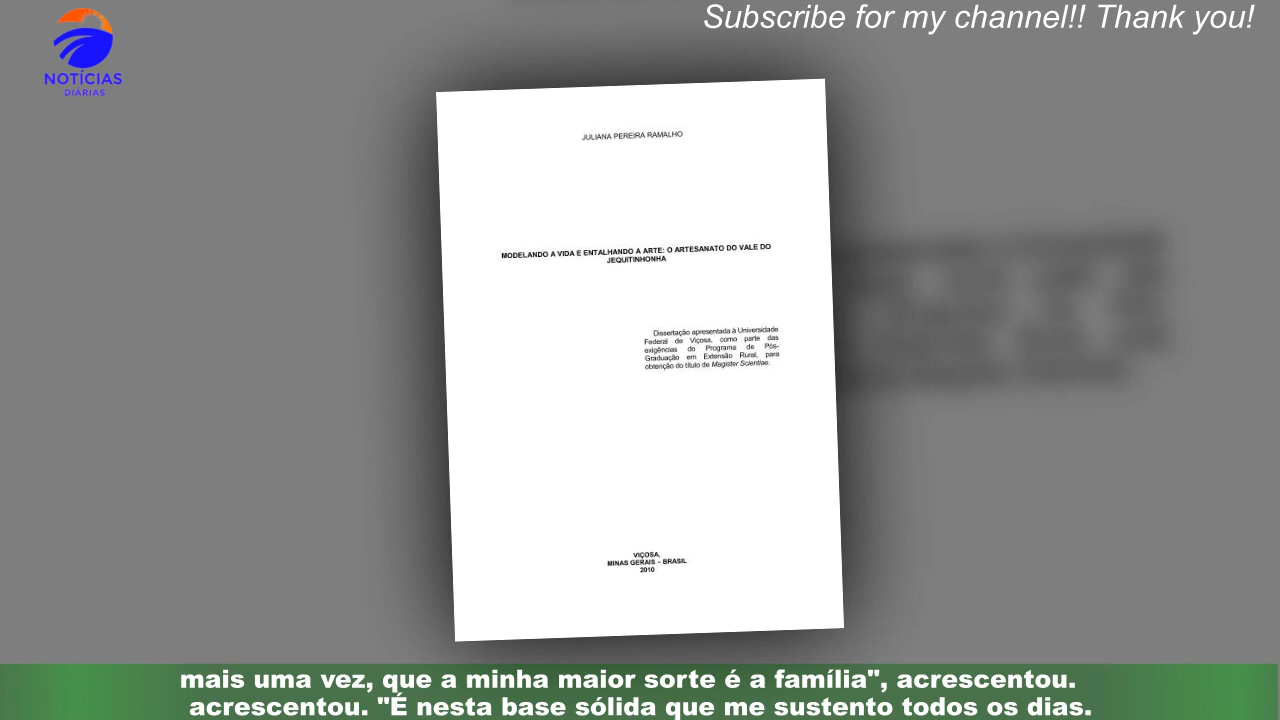 Subscribe for my channel!! Thank you!
NOTÍCIAS
DIÁRIAS
JULIANA PEREIRA RAMALHO
MODELANDO A VIDA E ENTALHANDO A ARTE: O ARTESANATO DO VALE DO
JEQUITINHONHA
Dissertação apresentada à Universidade
Federal de Viçosa, como parte das
exigências do Programa de Pós-
Graduação em Extensão Rural, para
obtenção do título de Magister Scientiae.
VIÇOSA,
MINAS GERAIS – BRASIL
2010
mais uma vez, que a minha maior sorte é a família", acrescentou.
acrescentou. "É nesta base sólida que me sustento todos os dias.